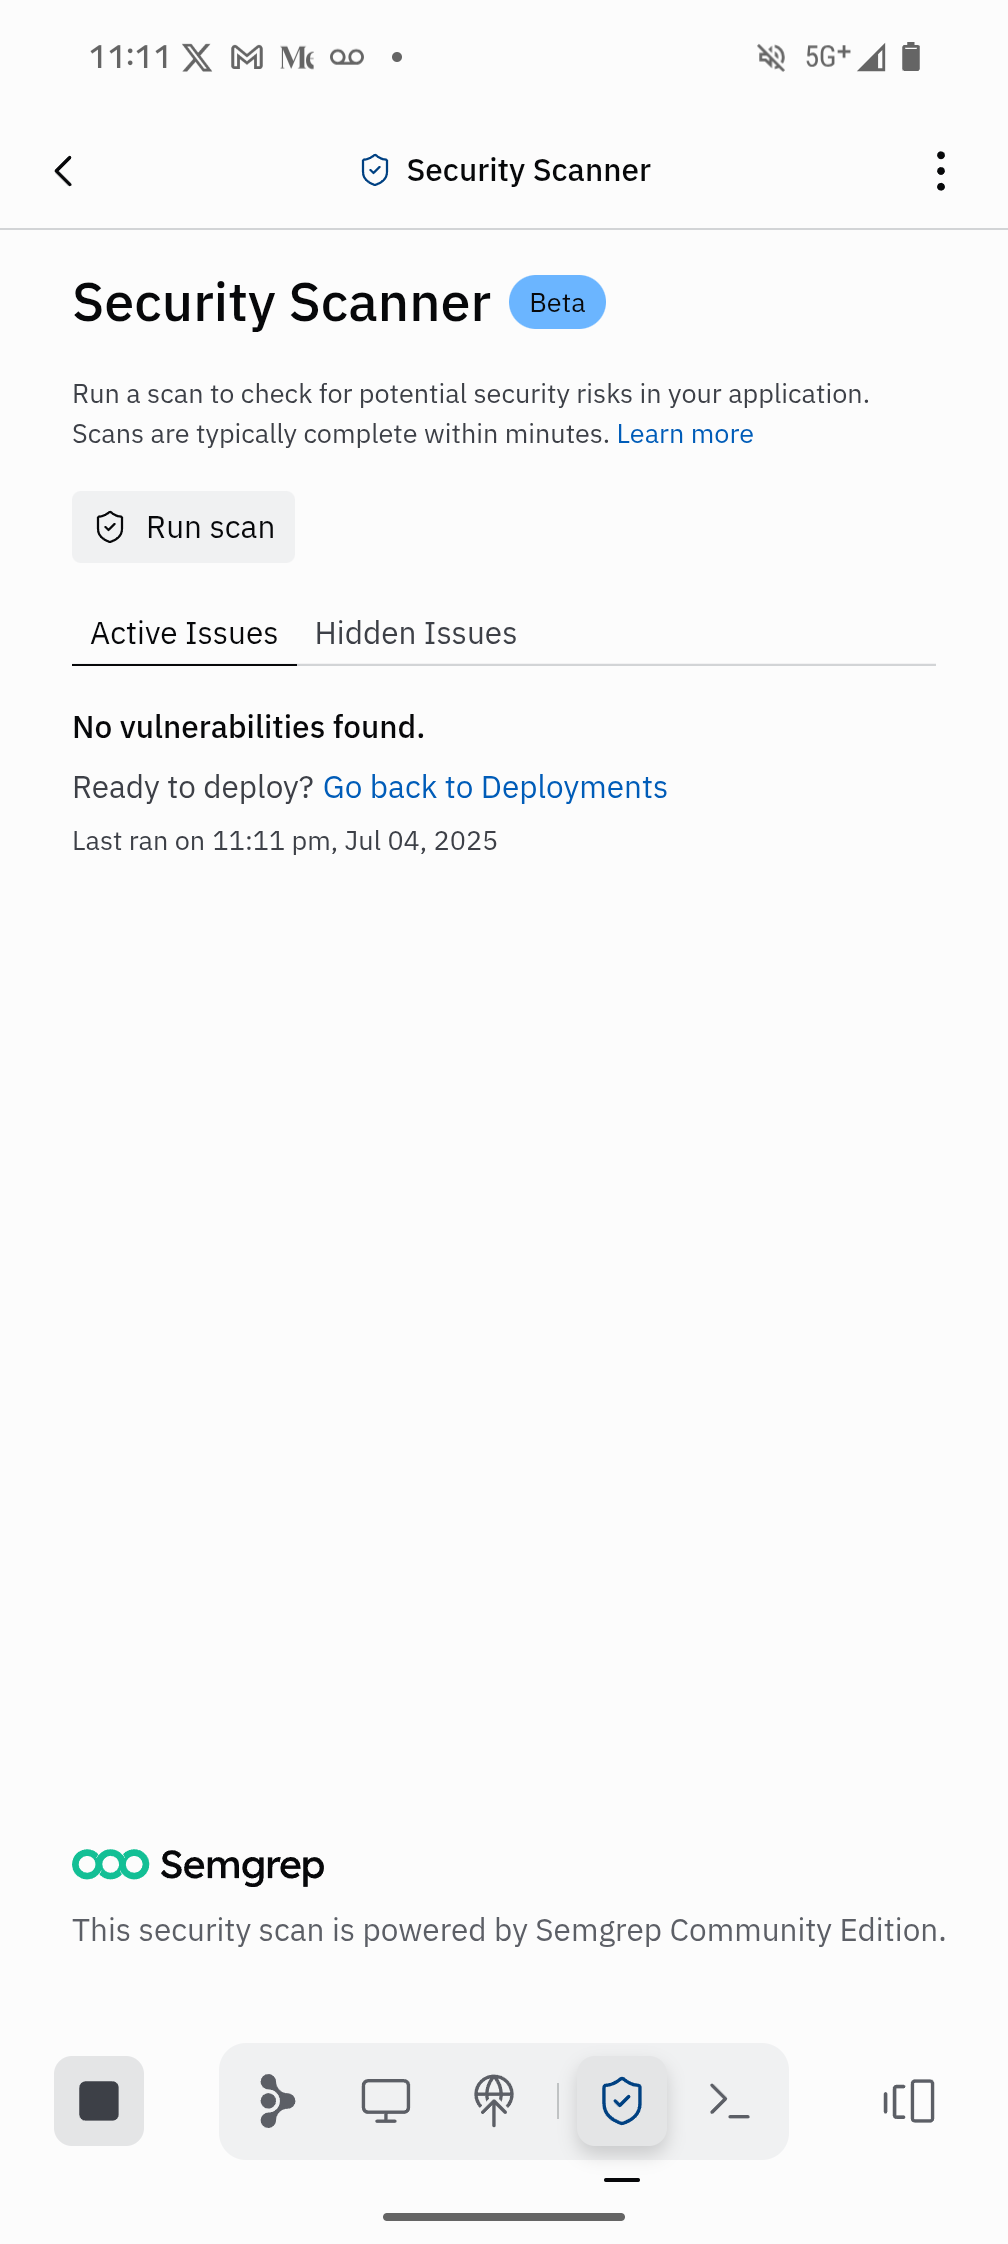 11:11
5G+
Security Scanner
Security Scanner Beta
Run a scan to check for potential security risks in your application.
Scans are typically complete within minutes. Learn more
Run scan
Active Issues Hidden Issues
No vulnerabilities found.
Ready to deploy? Go back to Deployments
Last ran on 11:11 pm, Jul 04, 2025
Semgrep
This security scan is powered by Semgrep Community Edition.